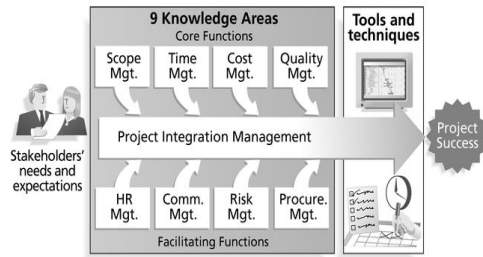 9 Knowledge Areas
Core Functions
Scope
Mgt.
Time
Mgt.
Cost
Mgt.
Quality
Mgt.
Tools and
techniques
Stakeholders'
needs and
expectations
Project Integration Management
Project
Success
HR
Mgt.
Comm.
Mgt.
Risk
Mgt.
Procure.
Mgt.
Facilitating Functions